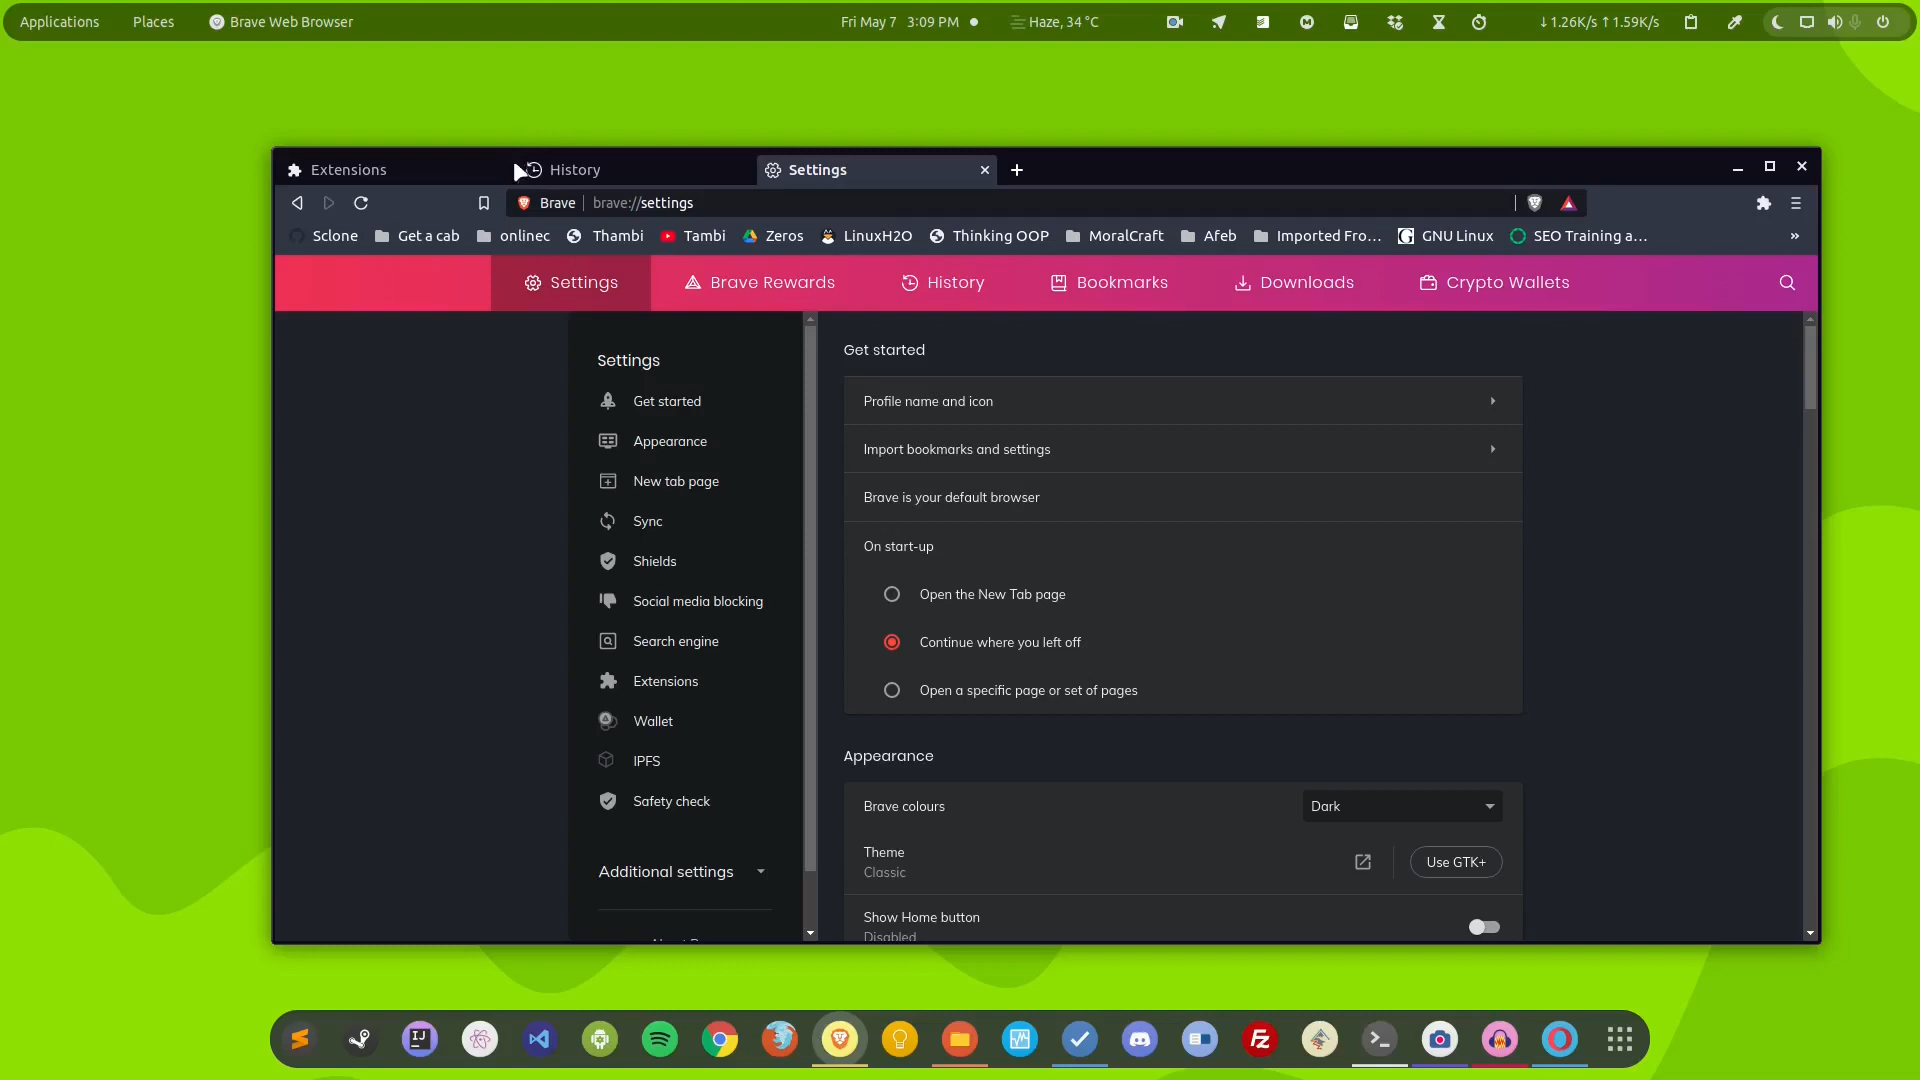 Applications Places Brave Web Browser Fri May 7 3:09 PM Haze, 34 °C ↓1.26K/s ↑1.59K/s
Extensions History Settings
Brave brave://settings
Sclone Get a cab onlinec Thambi Tambi Zeros LinuxH2O Thinking OOP MoralCraft Afeb Imported Fro... GNU Linux SEO Training a... »
Settings Brave Rewards History Bookmarks Downloads Crypto Wallets
Settings
Get started
Appearance
New tab page
Sync
Shields
Social media blocking
Search engine
Extensions
Wallet
IPFS
Safety check
Additional settings
Get started
Profile name and icon
Import bookmarks and settings
Brave is your default browser
On start-up
Open the New Tab page
Continue where you left off
Open a specific page or set of pages
Appearance
Brave colours Dark
Theme
Classic
Use GTK+
Show Home button
Disabled